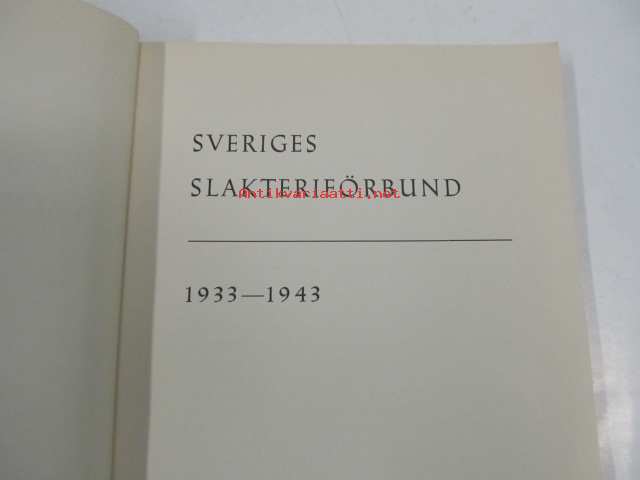 SVERIGES
SLAKTERIFÖRBUND
Antikvariaatti.net
1933—1943